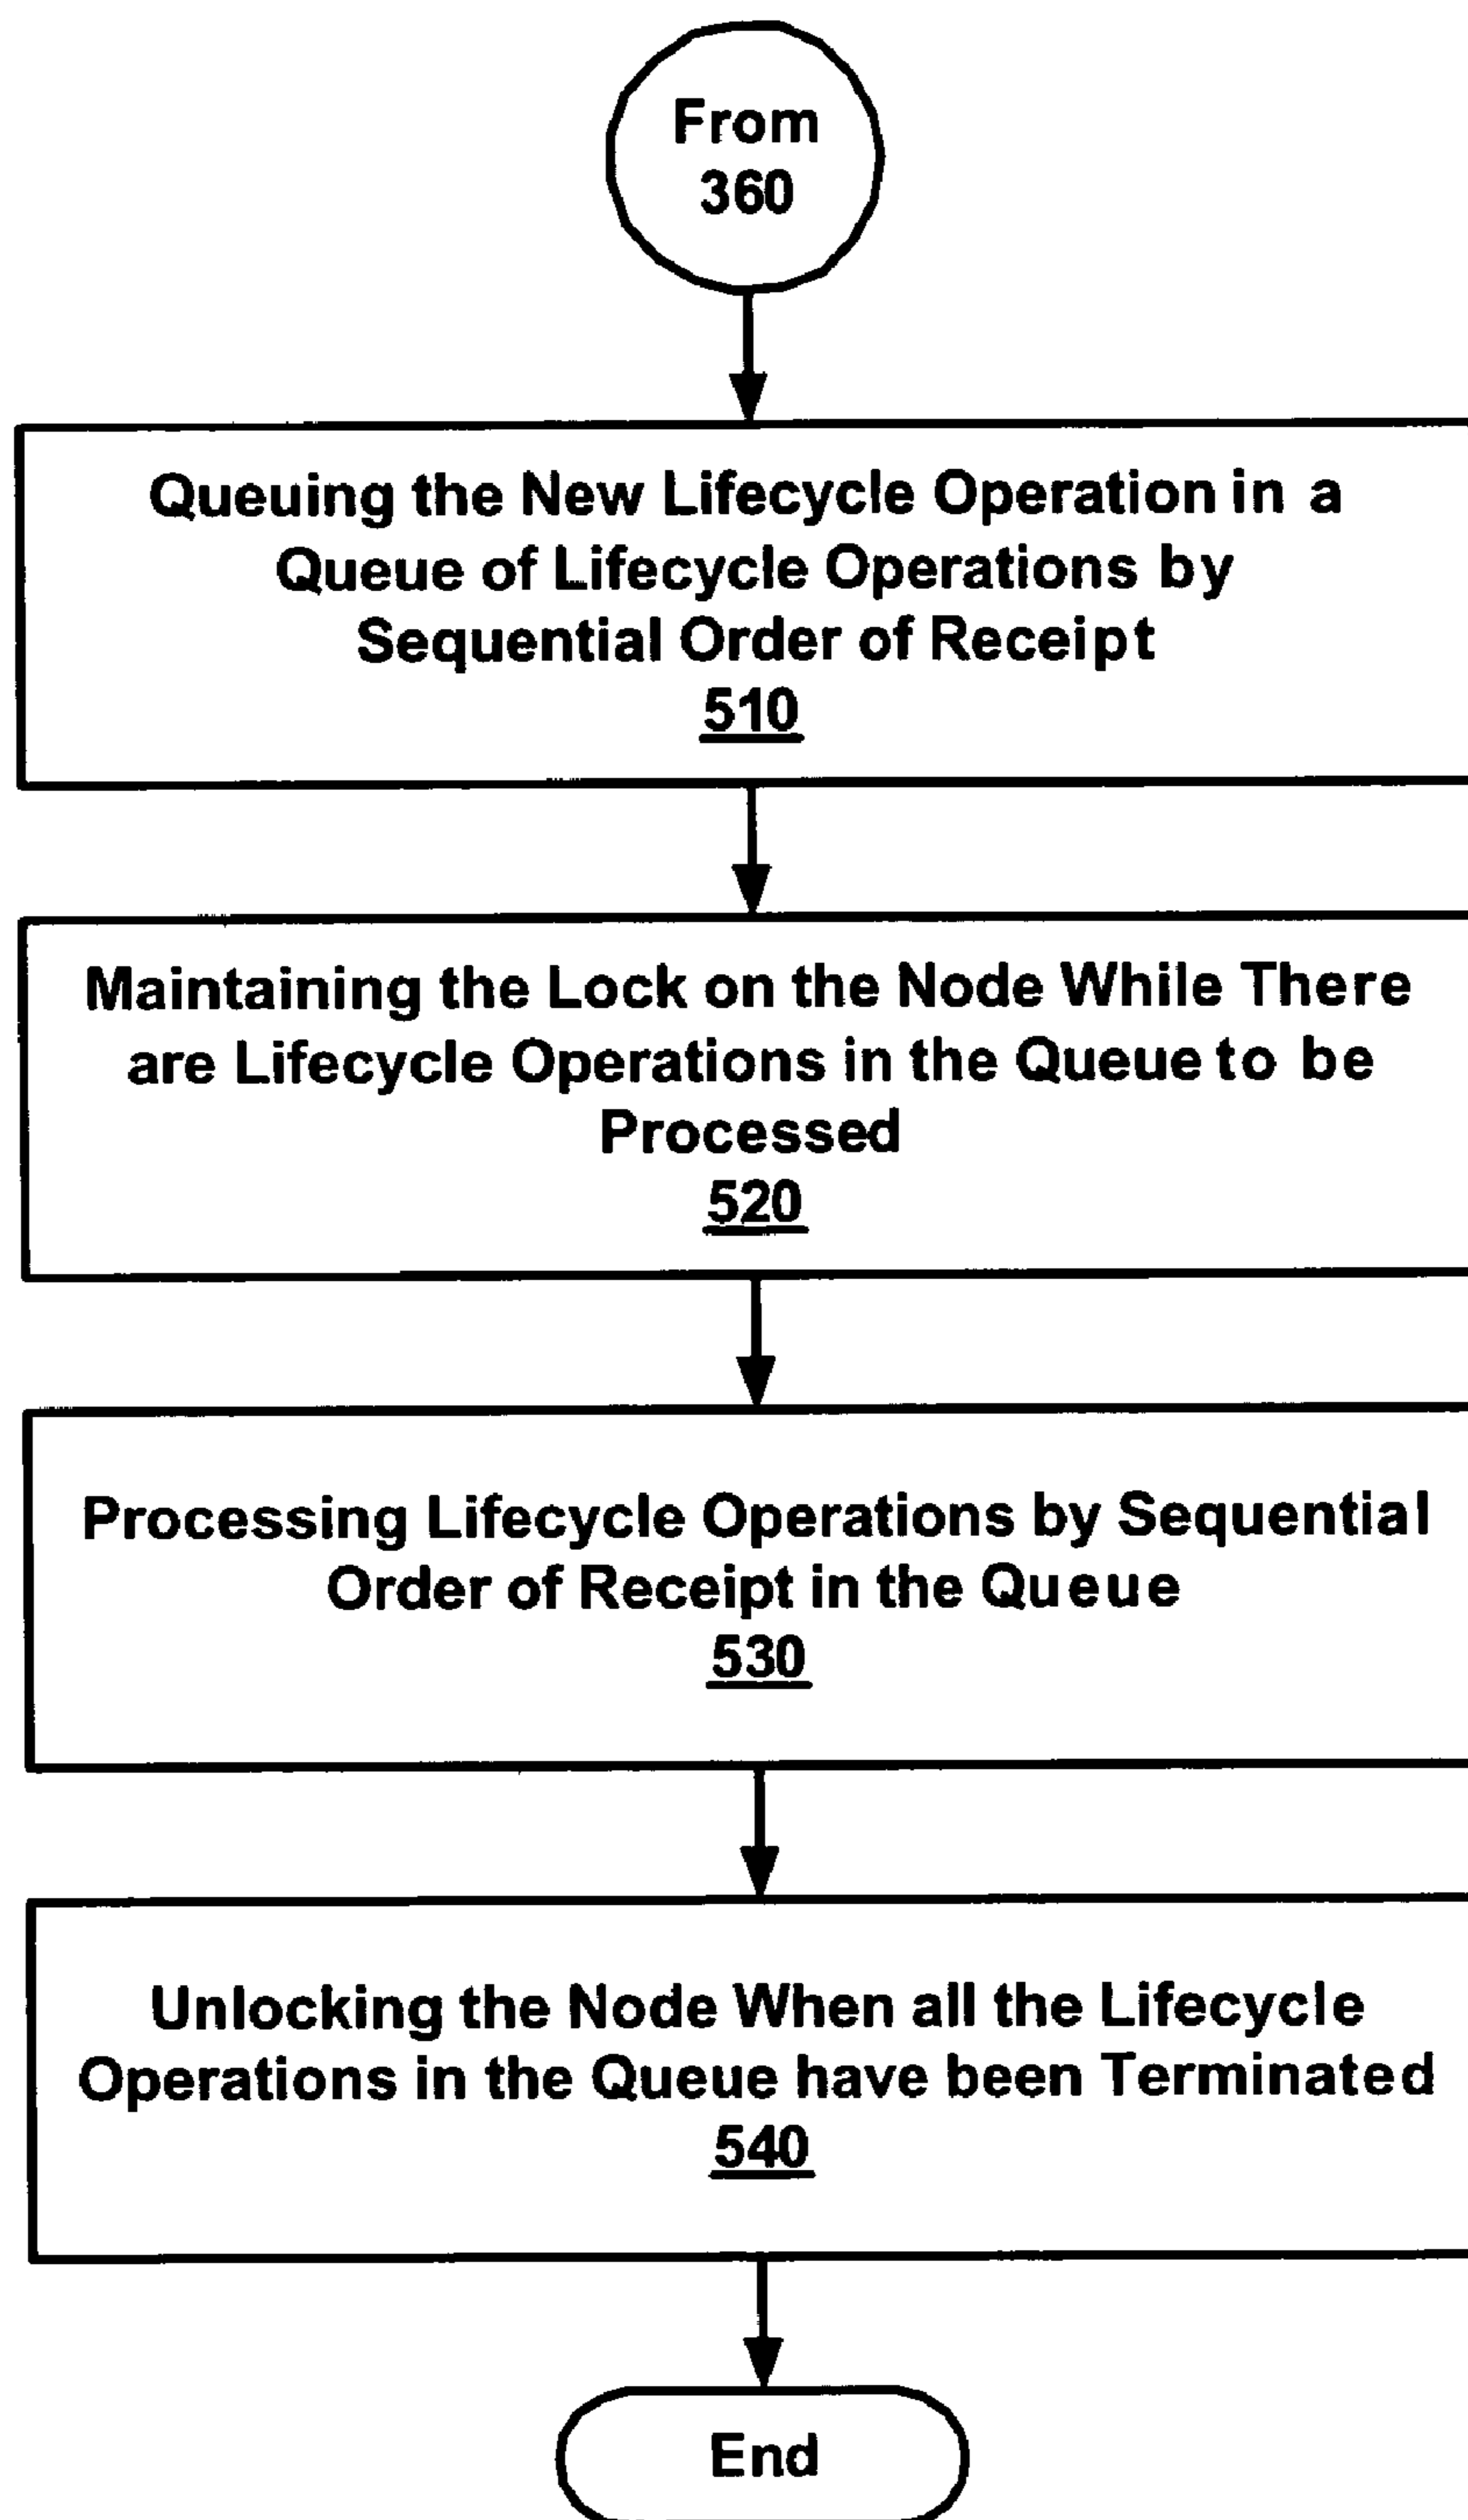 From
360
Queuing the New Lifecycle Operation in a
Queue of Lifecycle Operations by
Sequential Order of Receipt
510
Maintaining the Lock on the Node While There
are Lifecycle Operations in the Queue to be
Processed
520
Processing Lifecycle Operations by Sequential
Order of Receipt in the Queue
530
Unlocking the Node When all the Lifecycle
Operations in the Queue have been Terminated
540
End